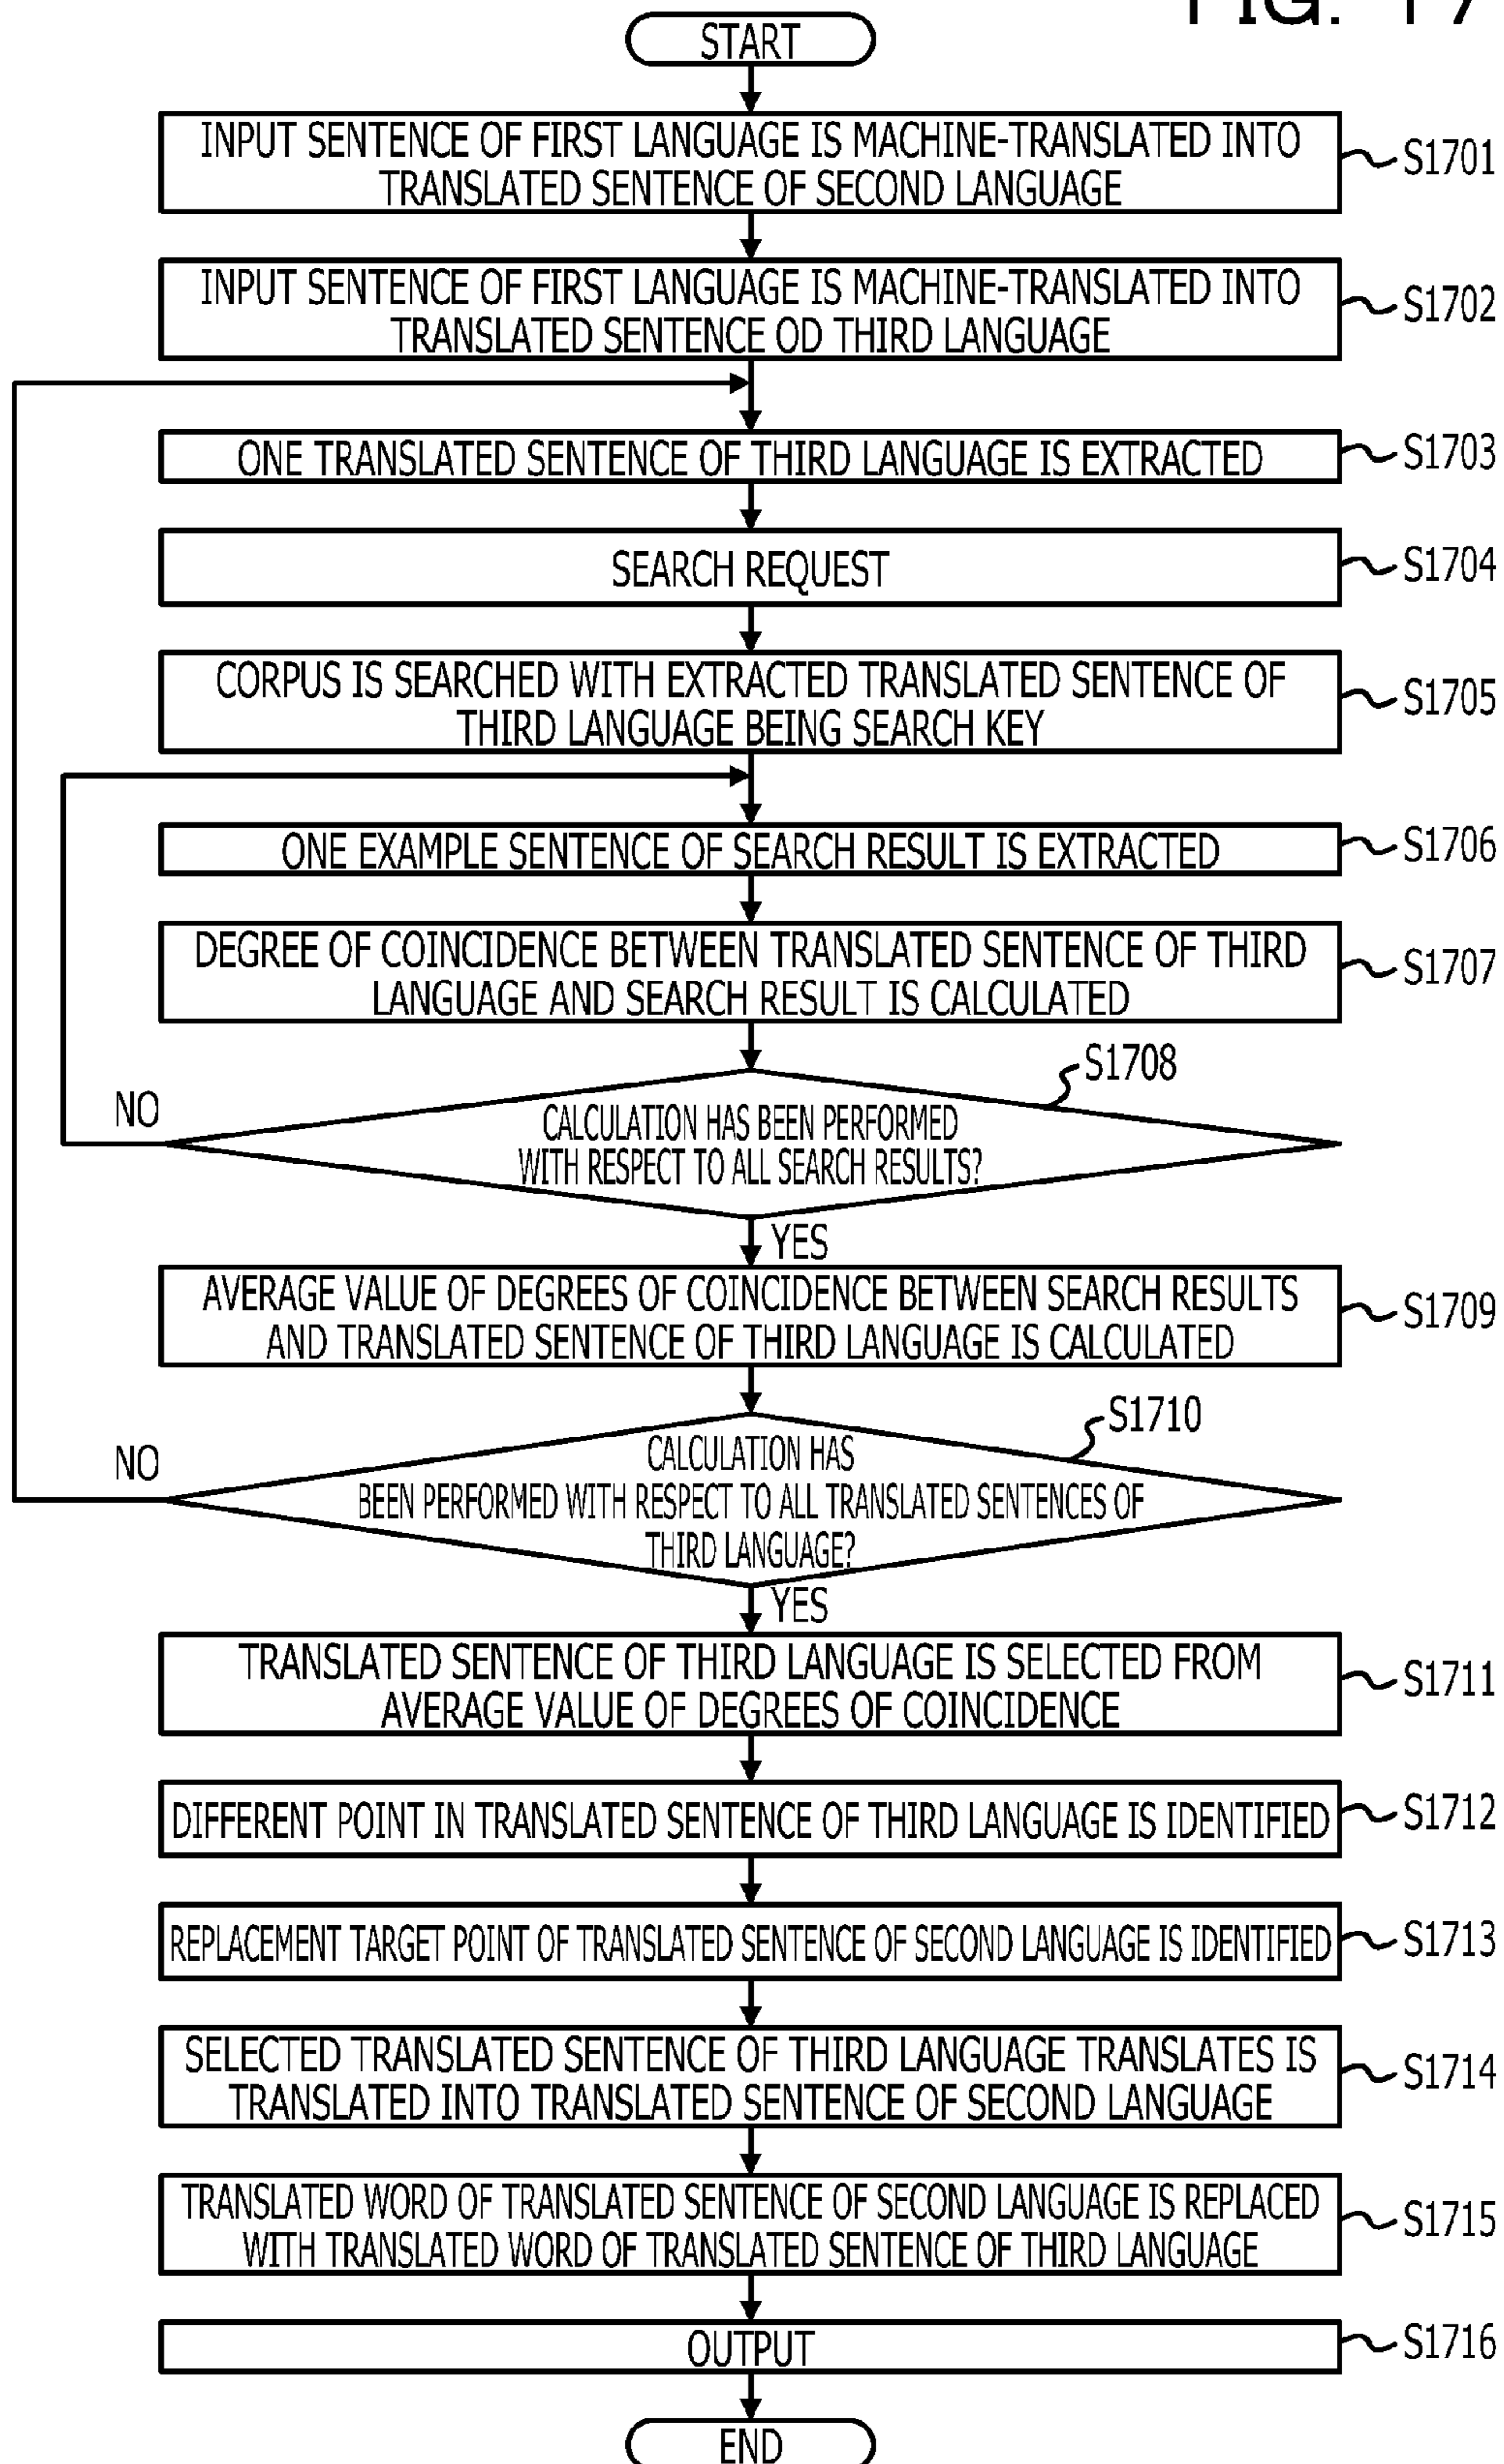 FIG. 17
START
INPUT SENTENCE OF FIRST LANGUAGE IS MACHINE-TRANSLATED INTO
TRANSLATED SENTENCE OF SECOND LANGUAGE
S1701
INPUT SENTENCE OF FIRST LANGUAGE IS MACHINE-TRANSLATED INTO
TRANSLATED SENTENCE OD THIRD LANGUAGE
S1702
ONE TRANSLATED SENTENCE OF THIRD LANGUAGE IS EXTRACTED
S1703
SEARCH REQUEST
S1704
CORPUS IS SEARCHED WITH EXTRACTED TRANSLATED SENTENCE OF
THIRD LANGUAGE BEING SEARCH KEY
S1705
ONE EXAMPLE SENTENCE OF SEARCH RESULT IS EXTRACTED
S1706
DEGREE OF COINCIDENCE BETWEEN TRANSLATED SENTENCE OF THIRD
LANGUAGE AND SEARCH RESULT IS CALCULATED
S1707
S1708
NO
CALCULATION HAS BEEN PERFORMED
WITH RESPECT TO ALL SEARCH RESULTS?
YES
AVERAGE VALUE OF DEGREES OF COINCIDENCE BETWEEN SEARCH RESULTS
AND TRANSLATED SENTENCE OF THIRD LANGUAGE IS CALCULATED
S1709
S1710
NO
CALCULATION HAS
BEEN PERFORMED WITH RESPECT TO ALL TRANSLATED SENTENCES OF
THIRD LANGUAGE?
YES
TRANSLATED SENTENCE OF THIRD LANGUAGE IS SELECTED FROM
AVERAGE VALUE OF DEGREES OF COINCIDENCE
S1711
DIFFERENT POINT IN TRANSLATED SENTENCE OF THIRD LANGUAGE IS IDENTIFIED
S1712
REPLACEMENT TARGET POINT OF TRANSLATED SENTENCE OF SECOND LANGUAGE IS IDENTIFIED
S1713
SELECTED TRANSLATED SENTENCE OF THIRD LANGUAGE TRANSLATES IS
TRANSLATED INTO TRANSLATED SENTENCE OF SECOND LANGUAGE
S1714
TRANSLATED WORD OF TRANSLATED SENTENCE OF SECOND LANGUAGE IS REPLACED
WITH TRANSLATED WORD OF TRANSLATED SENTENCE OF THIRD LANGUAGE
S1715
OUTPUT
S1716
END